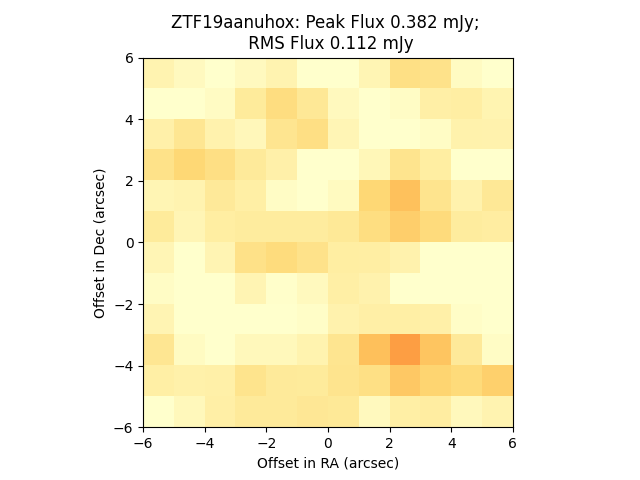 ZTF19aanuhox: Peak Flux 0.382 mJy;
RMS Flux 0.112 mJy
6
4
2
0
−2
−4
−6
Offset in Dec (arcsec)
−6 −4 −2 0 2 4 6
Offset in RA (arcsec)